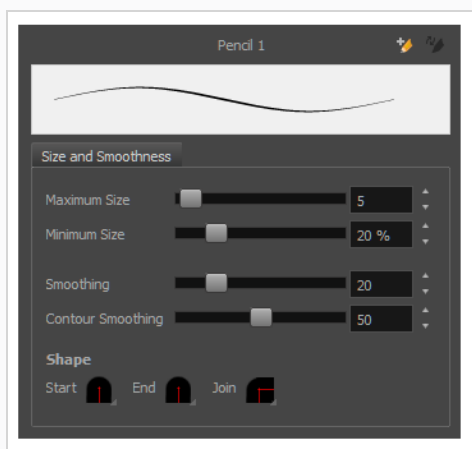 Pencil 1
Size and Smoothness
Maximum Size 5
Minimum Size 20 %
Smoothing 20
Contour Smoothing 50
Shape
Start End Join